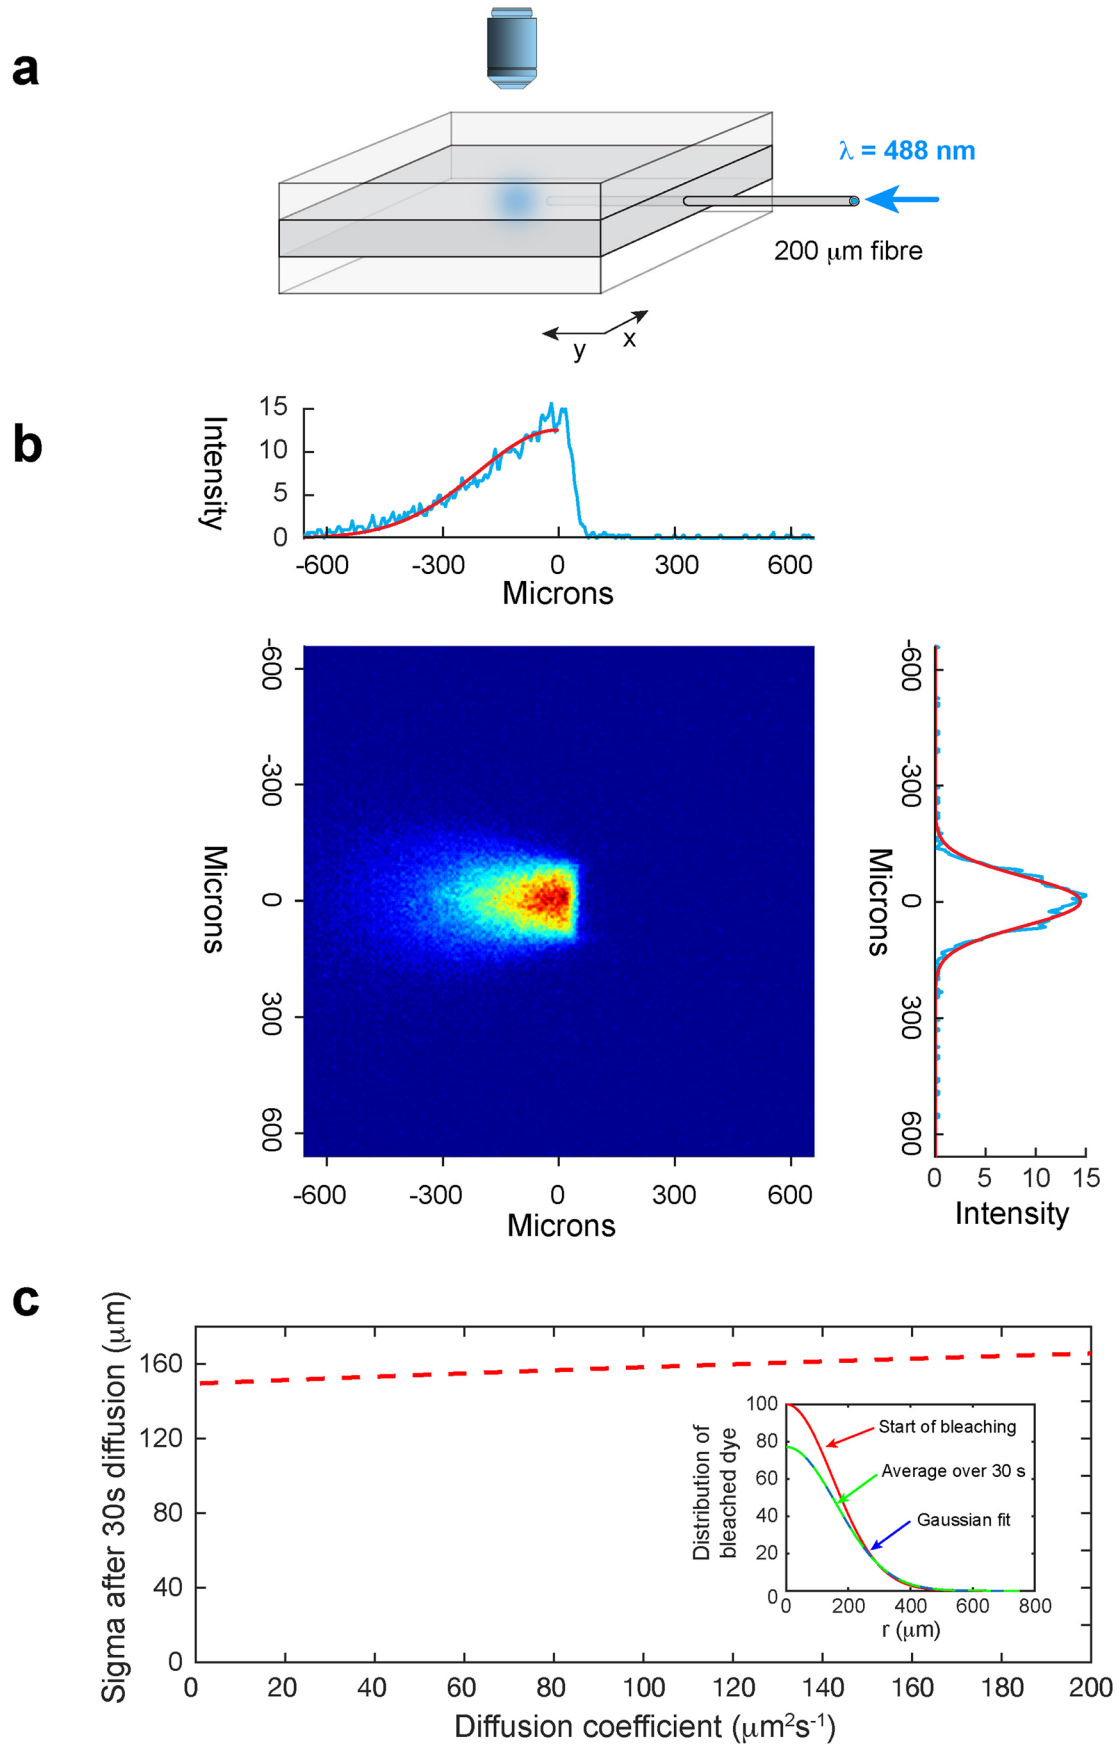 a
λ = 488 nm
200 μm fibre
y
x
b
Intensity
15
10
5
0
-600
-300
0
300
600
Microns
Microns
-600
-300
0
300
600
-600
-300
0
300
600
Microns
Microns
-600
-300
0
300
600
0
5
10
15
Intensity
c
Sigma after 30s diffusion (μm)
160
120
80
40
0
0
20
40
60
80
100
120
140
160
180
200
Diffusion coefficient (μm²s⁻¹)
Distribution of
bleached dye
100
80
60
40
20
0
0
200
400
600
800
r (μm)
Start of bleaching
Average over 30 s
Gaussian fit